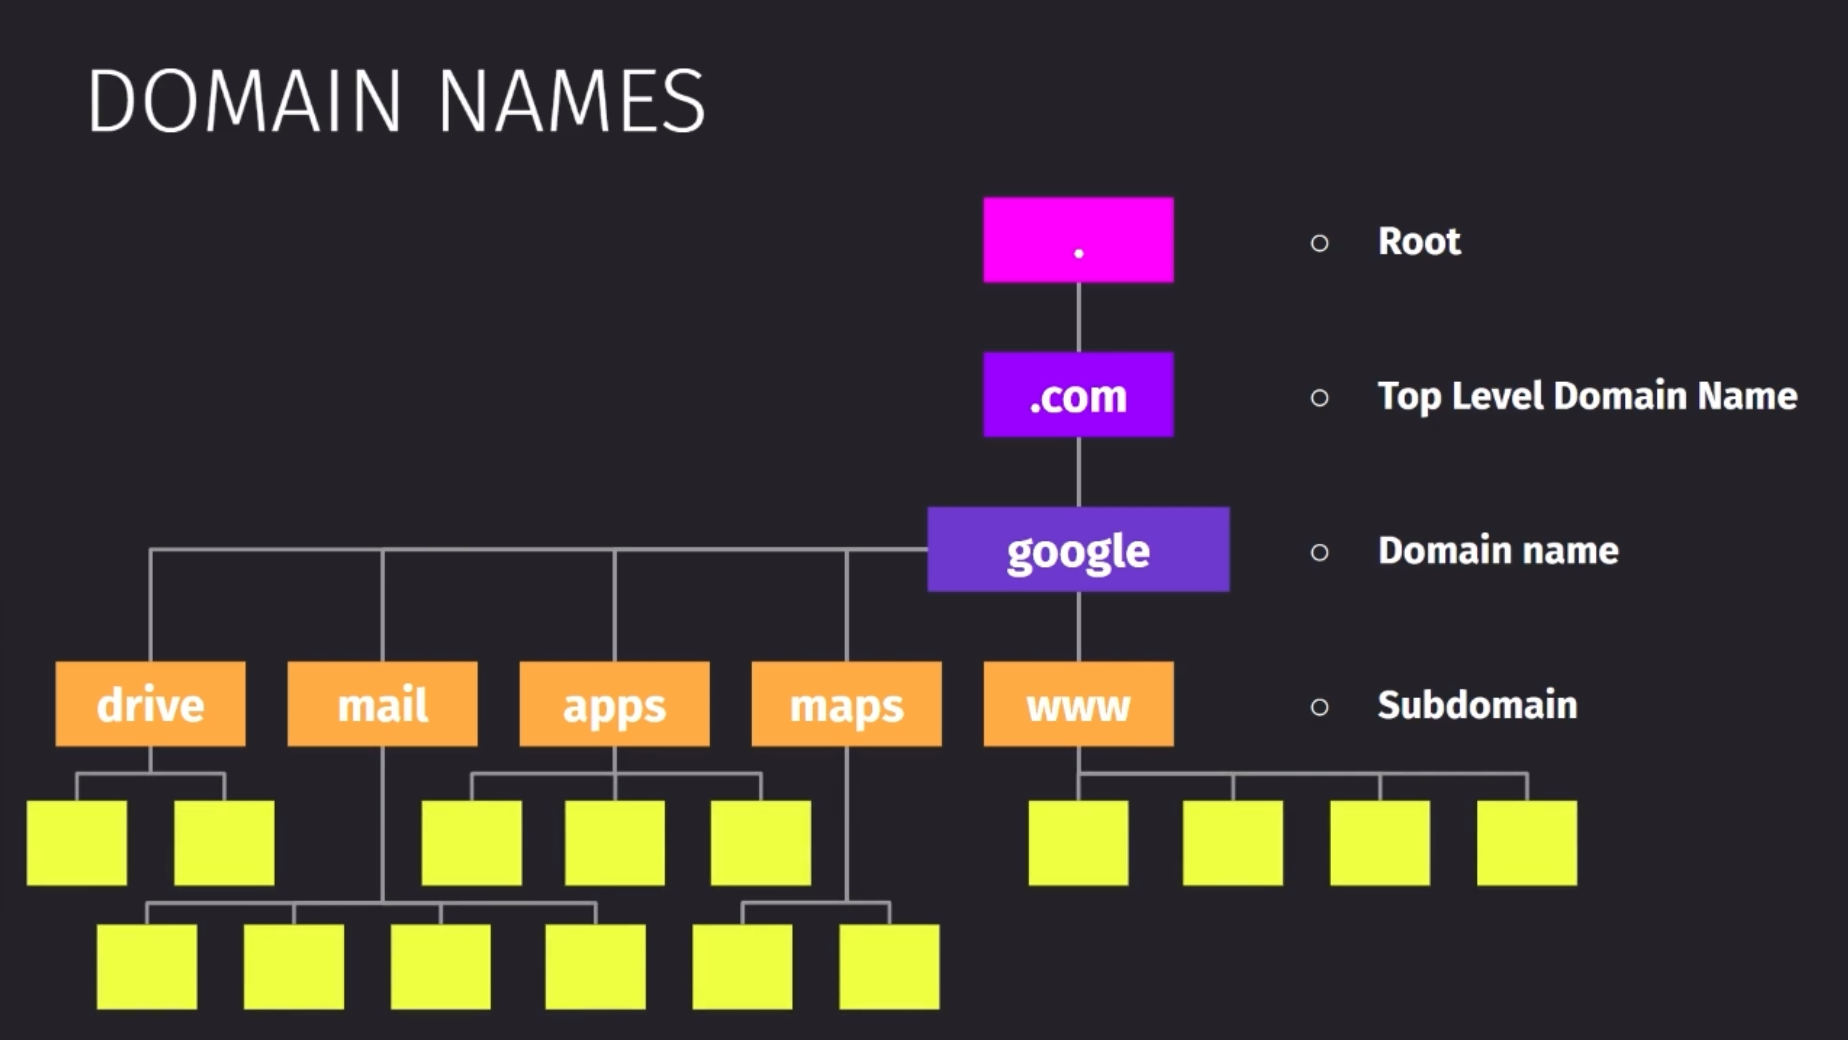 DOMAIN NAMES
.
Root
.com
Top Level Domain Name
google
Domain name
drive
mail
apps
maps
www
Subdomain